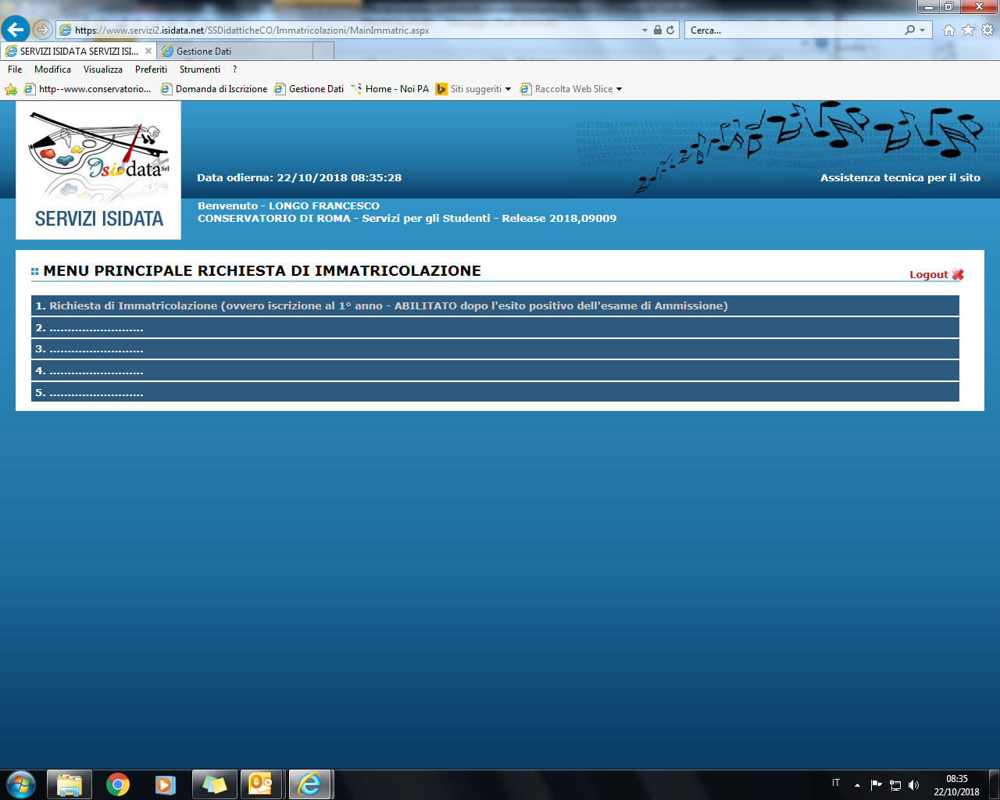 https://www.servizi2.isidata.net/SSDidatticheCO/Immatricolazioni/MainImmatric.aspx
Cerca...
SERVIZI ISIDATA SERVIZI ISI...
Gestione Dati
File Modifica Visualizza Preferiti Strumenti ?
http--www.conservatorio... Domanda di Iscrizione Gestione Dati Home - Noi PA Siti suggeriti Raccolta Web Slice
Isidata Srl
SERVIZI ISIDATA
Data odierna: 22/10/2018 08:35:28
Assistenza tecnica per il sito
Benvenuto - LONGO FRANCESCO
CONSERVATORIO DI ROMA - Servizi per gli Studenti - Release 2018,09009
MENU PRINCIPALE RICHIESTA DI IMMATRICOLAZIONE
Logout
1. Richiesta di Immatricolazione (ovvero iscrizione al 1° anno - ABILITATO dopo l'esito positivo dell'esame di Ammissione)
2. ..........................
3. ..........................
4. ..........................
5. ..........................
IT
08:35
22/10/2018